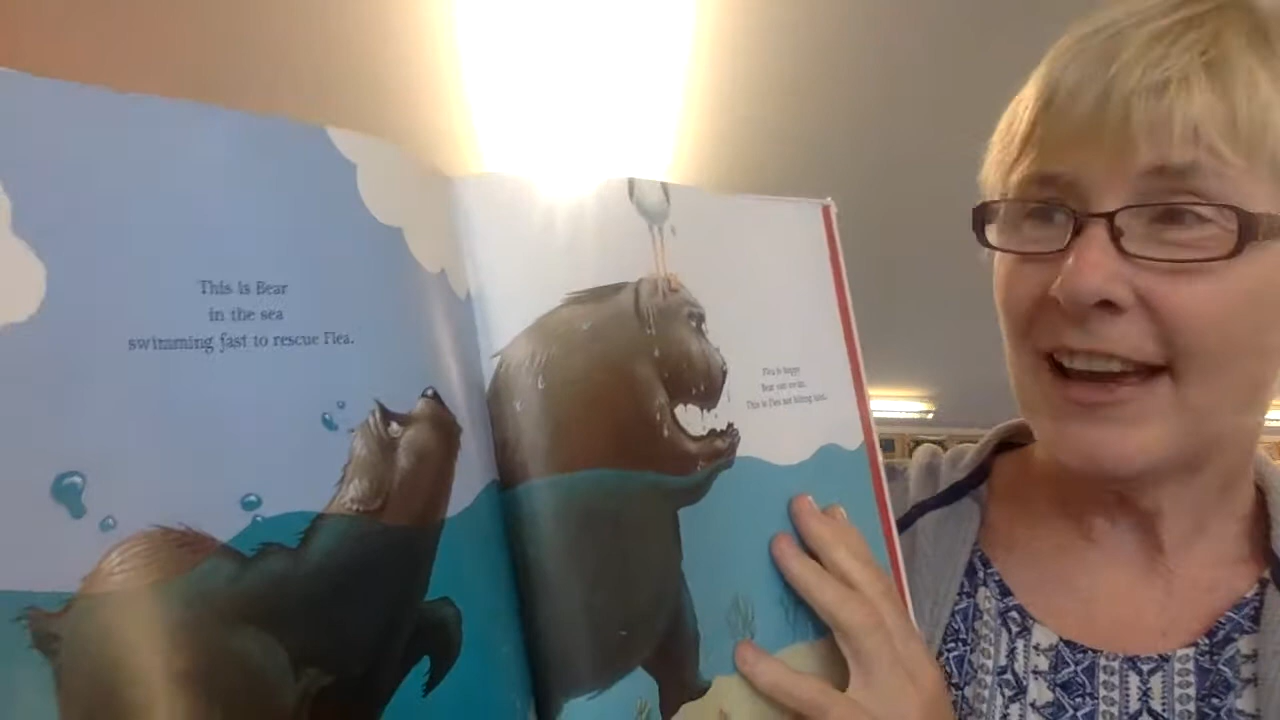 This is Bear
in the sea
swimming fast to rescue Flea.
Flea is happy
Bear can swim.
This is Flea not biting him.